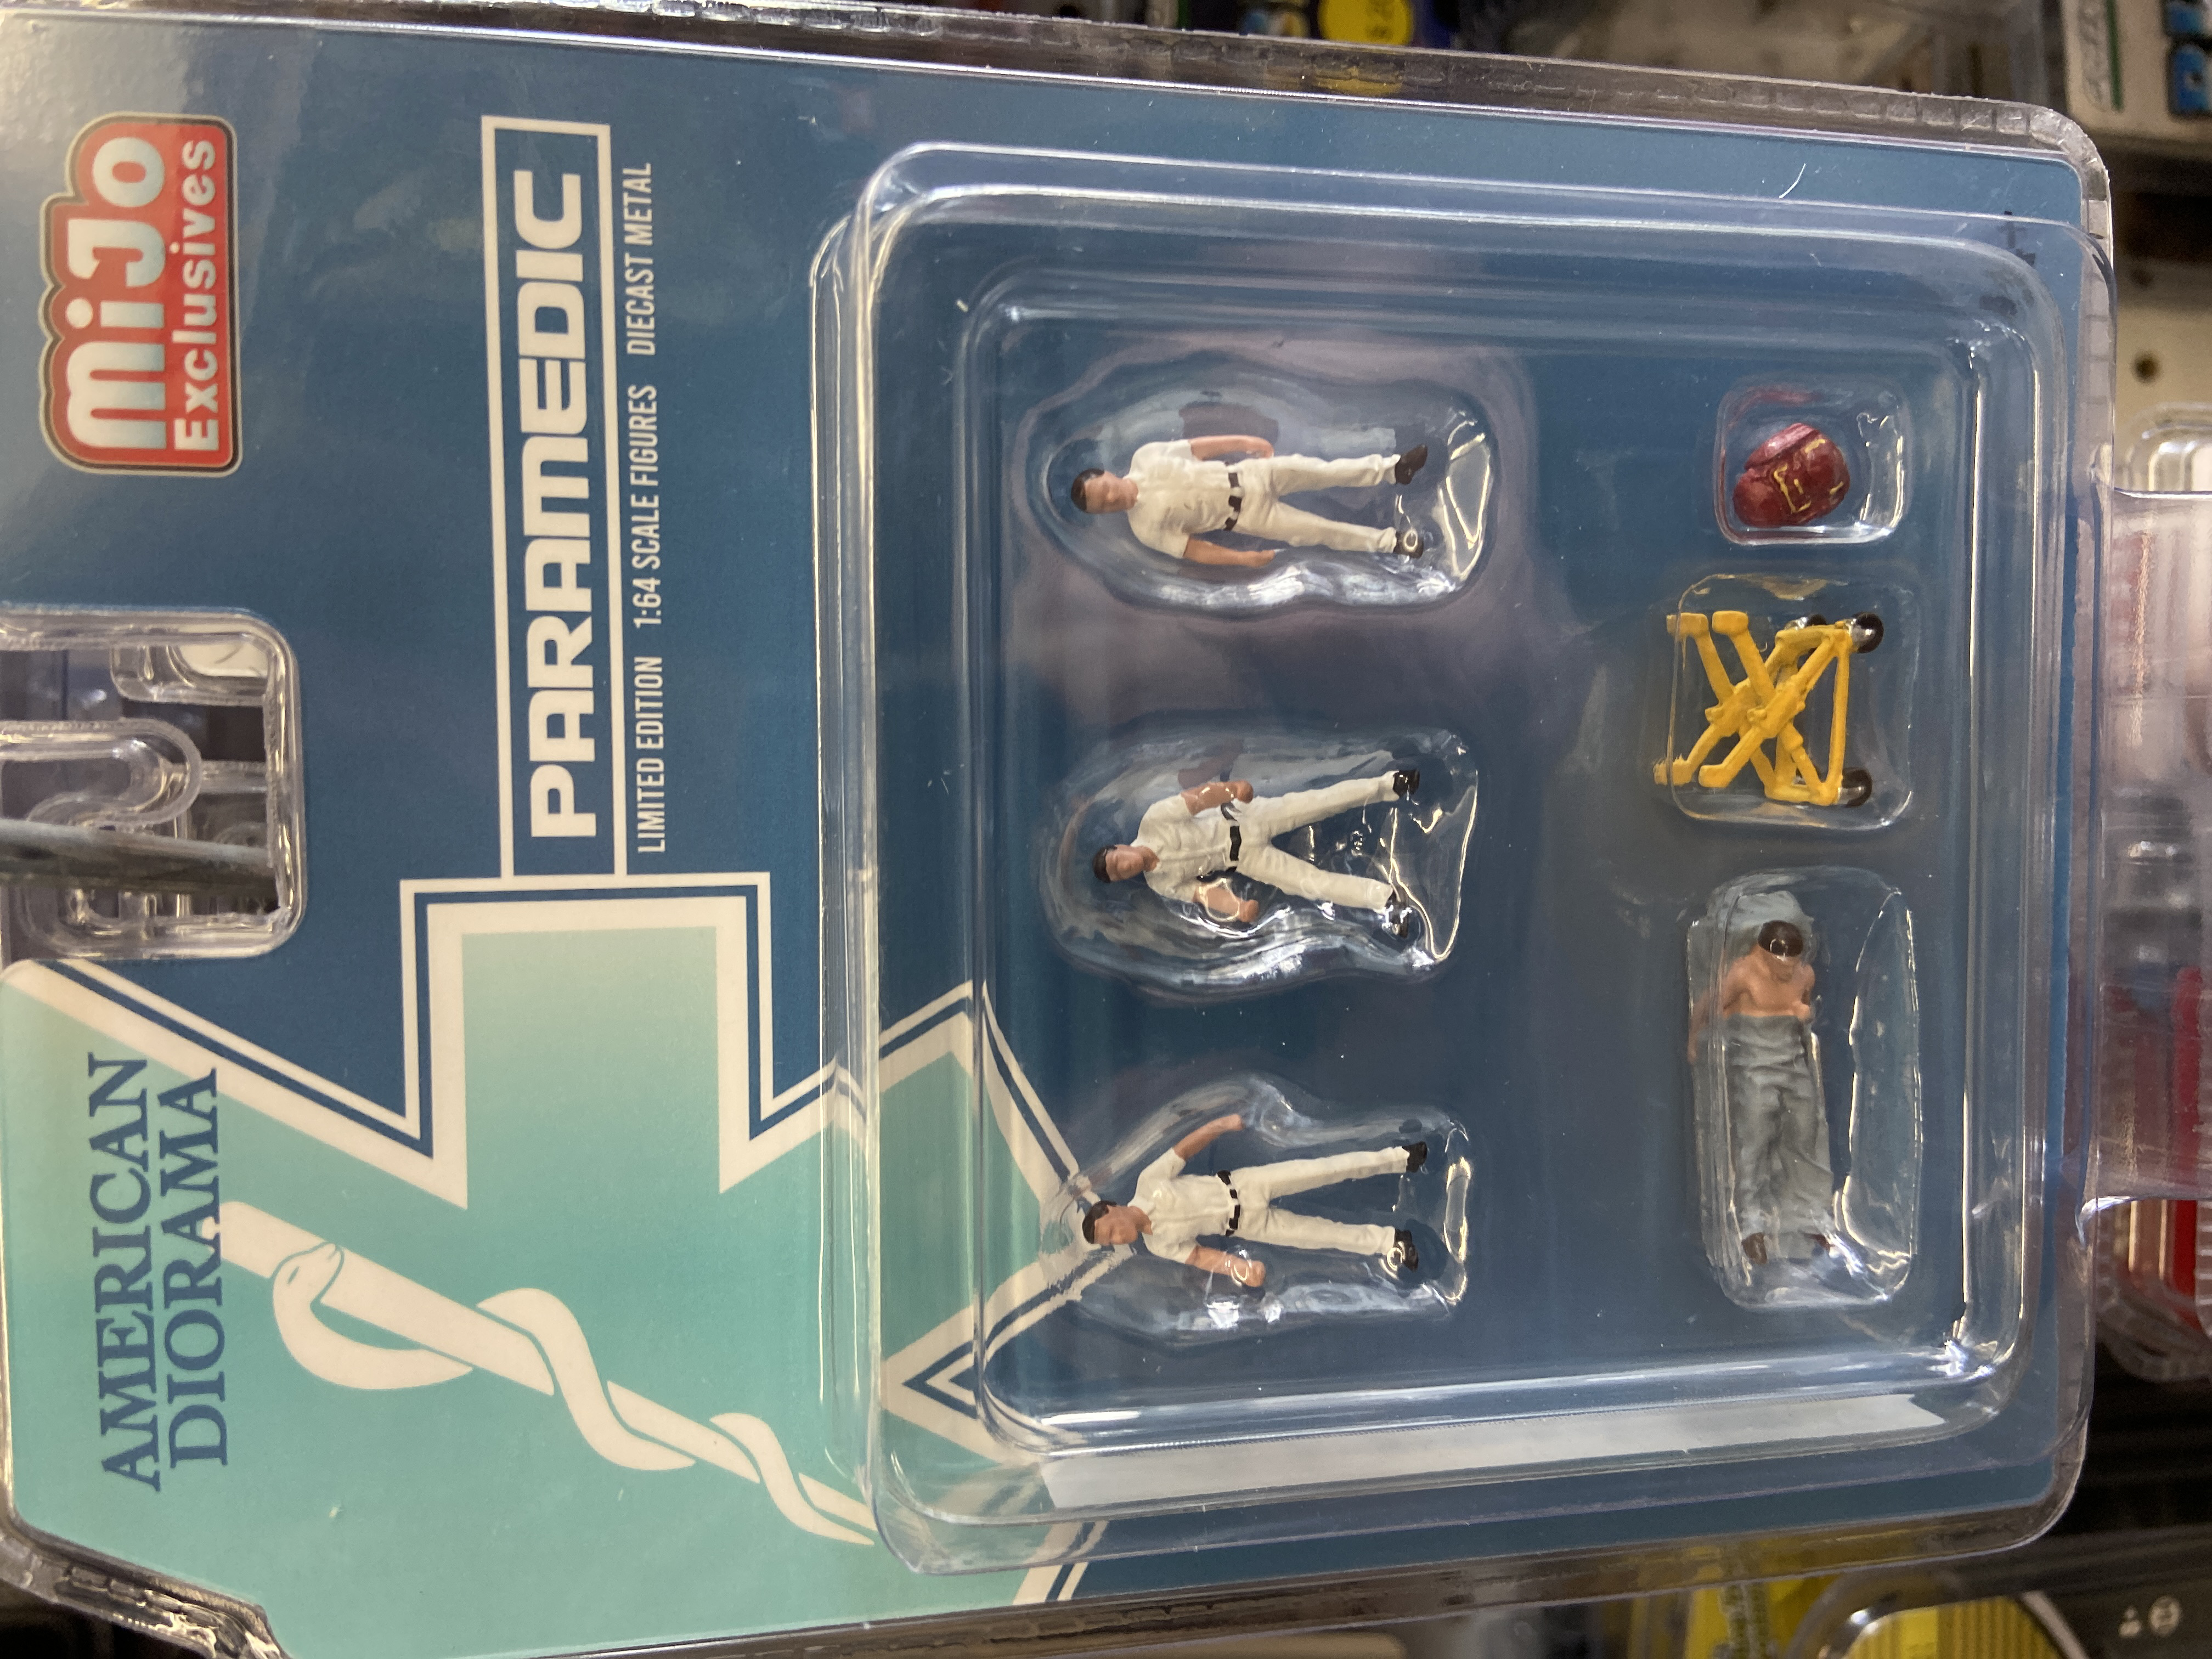 AMERICAN
DIORAMA
MiJo
Exclusives
PARAMEDIC
LIMITED EDITION 1:64 SCALE FIGURES DIECAST METAL